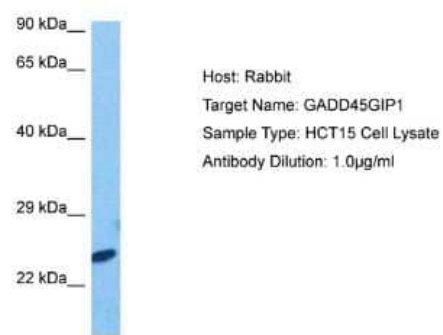 90 kDa
65 kDa
40 kDa
29 kDa
22 kDa
Host: Rabbit
Target Name: GADD45GIP1
Sample Type: HCT15 Cell Lysate
Antibody Dilution: 1.0µg/ml